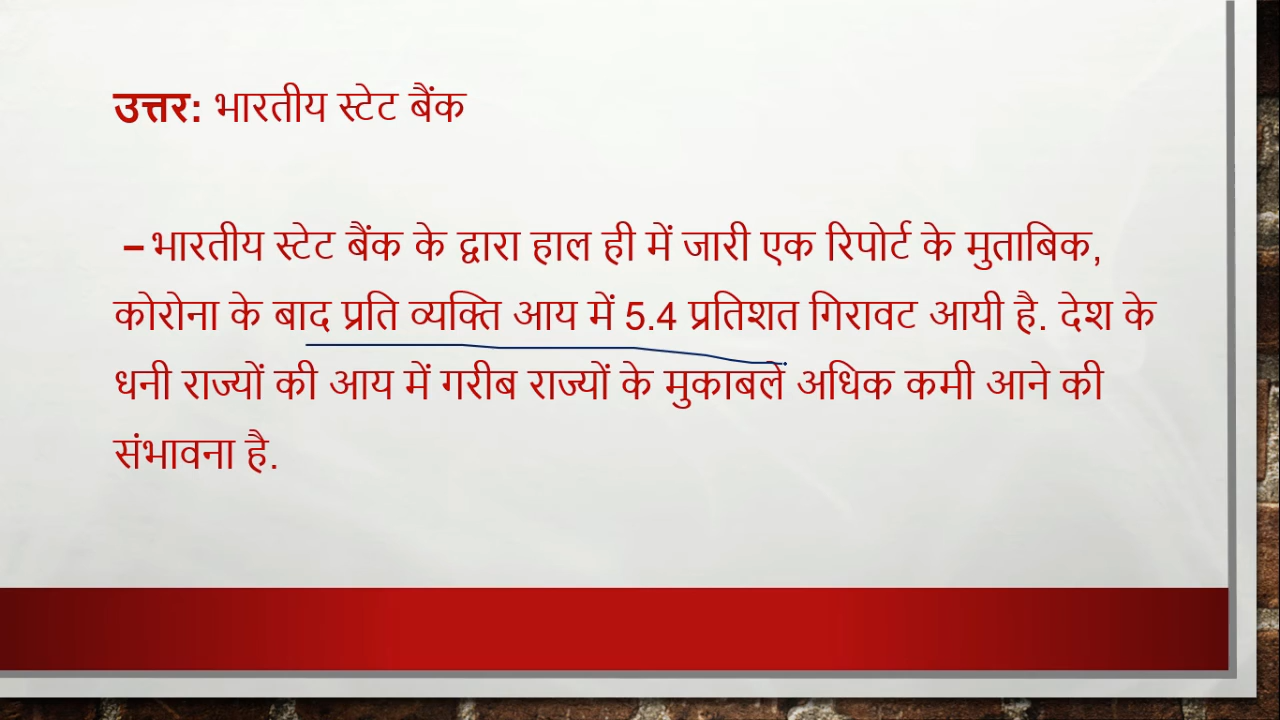 उत्तर: भारतीय स्टेट बैंक
– भारतीय स्टेट बैंक के द्वारा हाल ही में जारी एक रिपोर्ट के मुताबिक,
कोरोना के बाद प्रति व्यक्ति आय में 5.4 प्रतिशत गिरावट आयी है. देश के
धनी राज्यों की आय में गरीब राज्यों के मुकाबले अधिक कमी आने की
संभावना है.